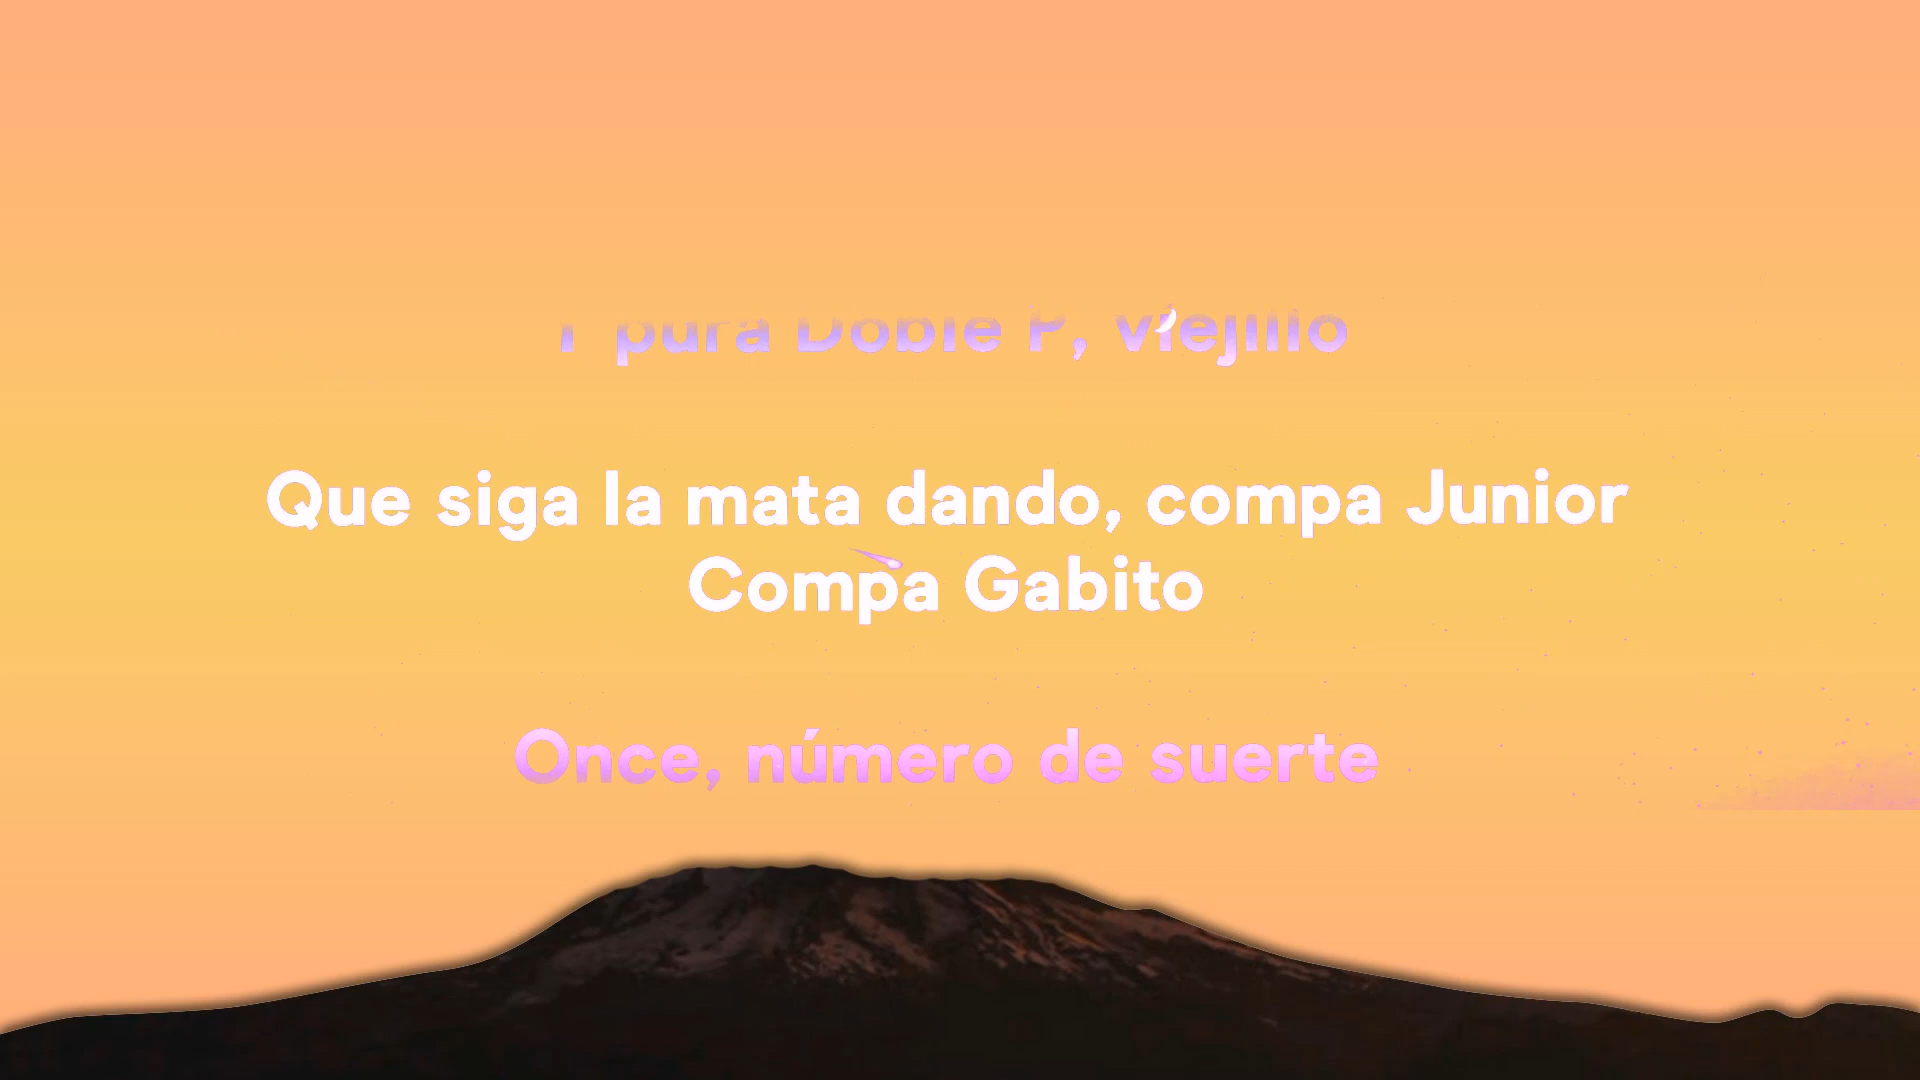 Y pura Doble P, viejillo
Que siga la mata dando, compa Junior
Compa Gabito
Once, número de suerte